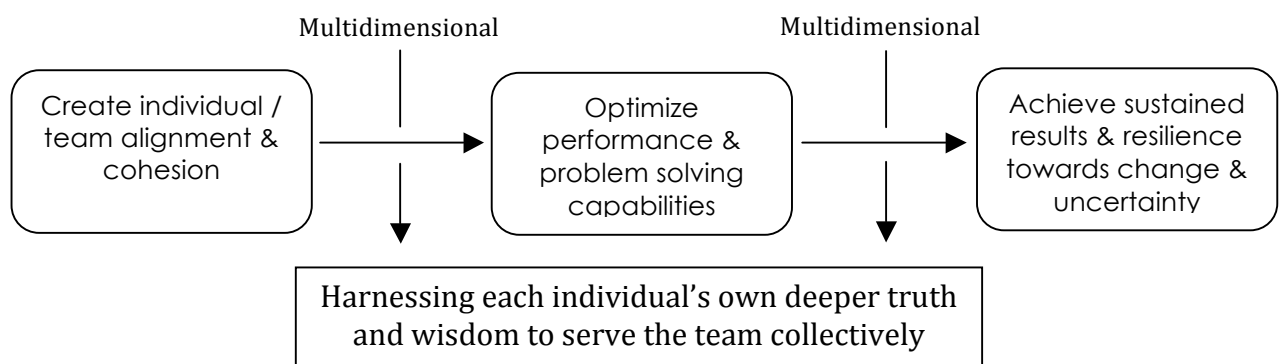 Multidimensional
Multidimensional
Create individual /
team alignment &
cohesion
Optimize
performance &
problem solving
capabilities
Achieve sustained
results & resilience
towards change &
uncertainty
Harnessing each individual’s own deeper truth
and wisdom to serve the team collectively